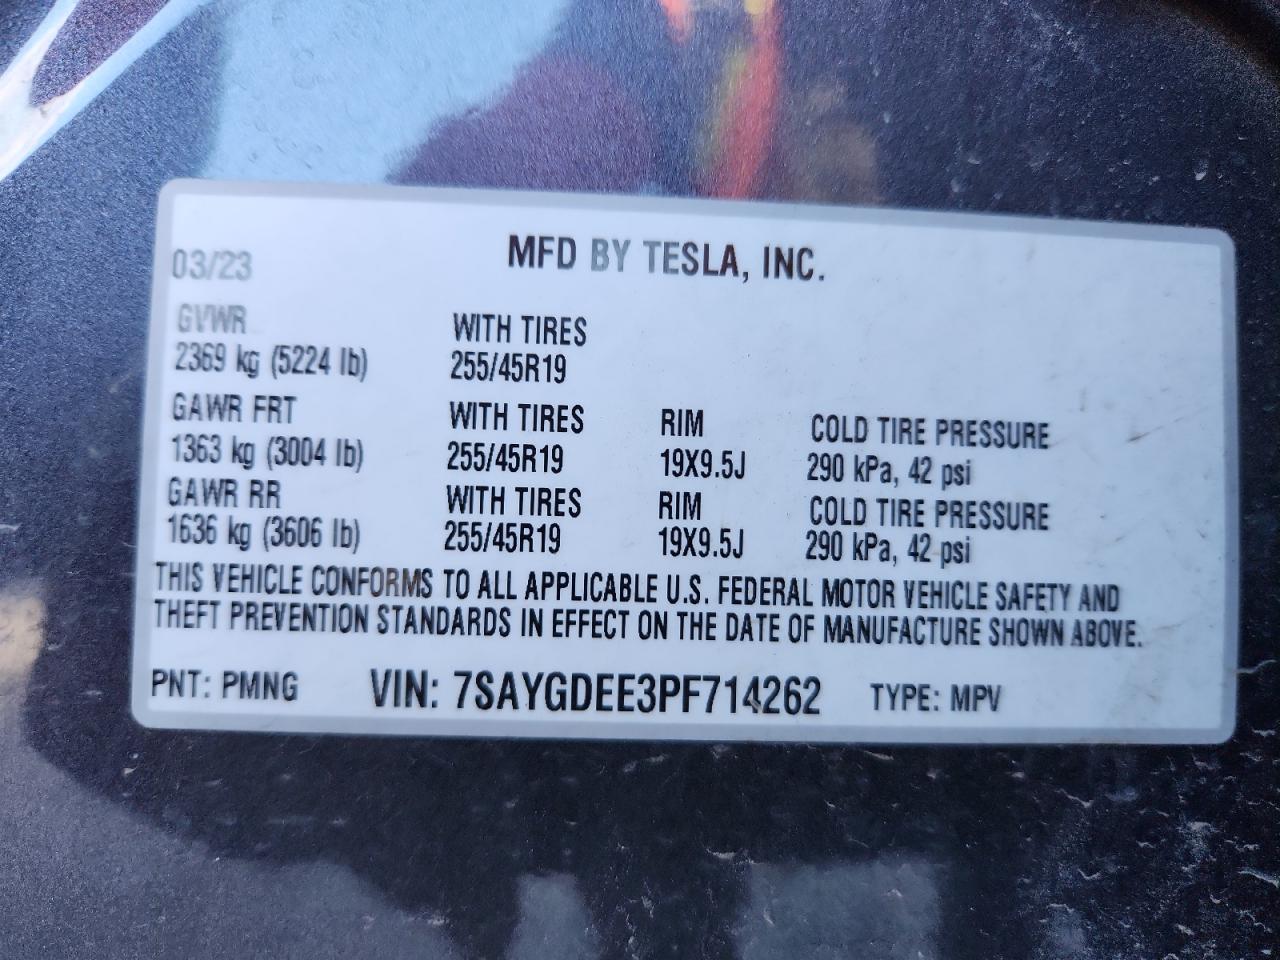 03/23 MFD BY TESLA, INC.
GVWR WITH TIRES
2369 kg (5224 lb) 255/45R19
GAWR FRT WITH TIRES RIM COLD TIRE PRESSURE
1363 kg (3004 lb) 255/45R19 19X9.5J 290 kPa, 42 psi
GAWR RR WITH TIRES RIM COLD TIRE PRESSURE
1636 kg (3606 lb) 255/45R19 19X9.5J 290 kPa, 42 psi
THIS VEHICLE CONFORMS TO ALL APPLICABLE U.S. FEDERAL MOTOR VEHICLE SAFETY AND
THEFT PREVENTION STANDARDS IN EFFECT ON THE DATE OF MANUFACTURE SHOWN ABOVE.
PNT: PMNG VIN: 7SAYGDEE3PF714262 TYPE: MPV